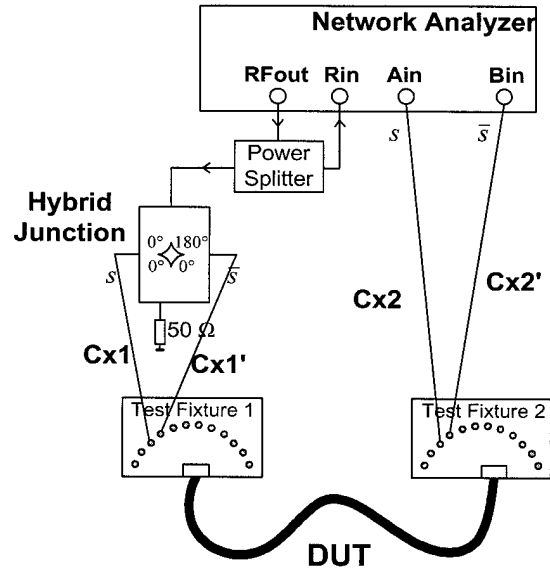 Network Analyzer
RFout Rin Ain Bin
s s̅
Power
Splitter
Hybrid
Junction
0° 180°
0° 0°
s s̅
50 Ω
Cx1 Cx1'
Cx2 Cx2'
Test Fixture 1
Test Fixture 2
DUT